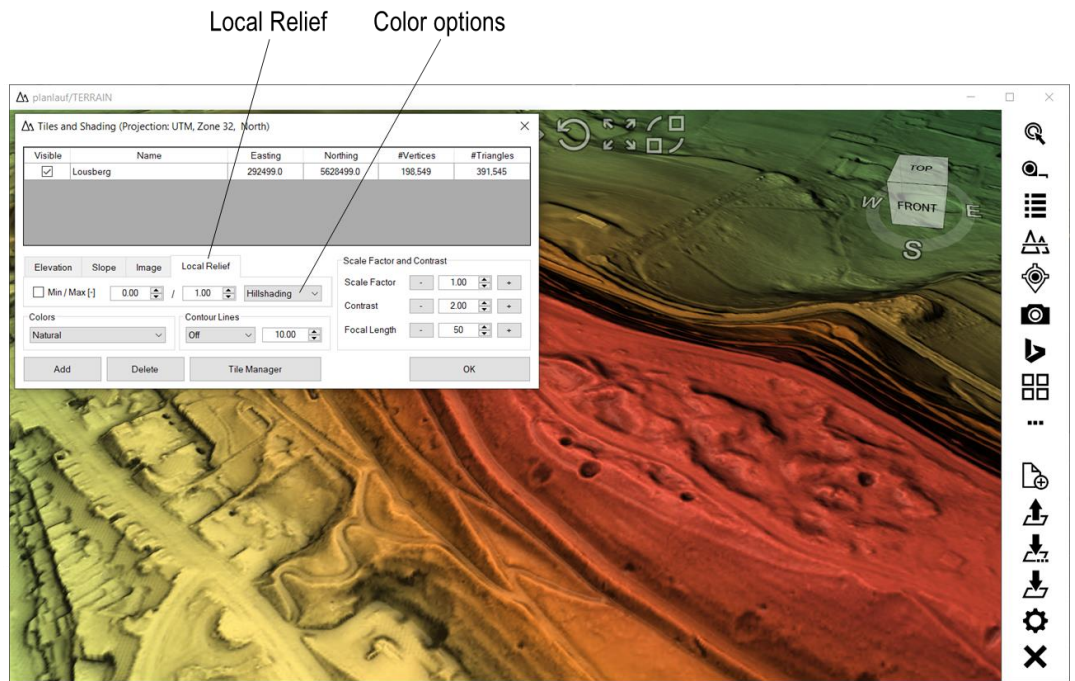 Local Relief Color options
planlauf/TERRAIN
Tiles and Shading (Projection: UTM, Zone 32, North)
Visible Name Easting Northing #Vertices #Triangles
Lousberg 292499.0 5628499.0 198,549 391,545
Elevation Slope Image Local Relief
Min / Max [-] 0.00 / 1.00 Hillshading
Colors Contour Lines
Natural Off 10.00
Scale Factor and Contrast
Scale Factor - 1.00 +
Contrast - 2.00 +
Focal Length - 50 +
Add Delete Tile Manager OK
TOP
W FRONT E
S